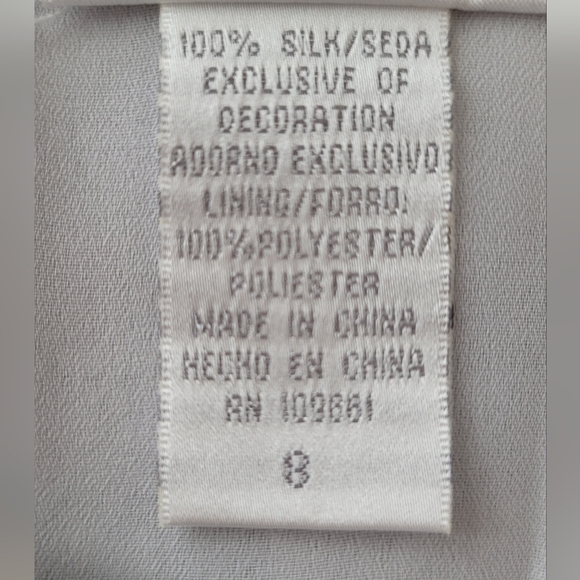 100% SILK/SEDA
EXCLUSIVE OF
DECORATION
ADORNO EXCLUSIVO
LINING/FORRO:
100%POLYESTER/
POLIESTER
MADE IN CHINA
HECHO EN CHINA
RN 109661
8